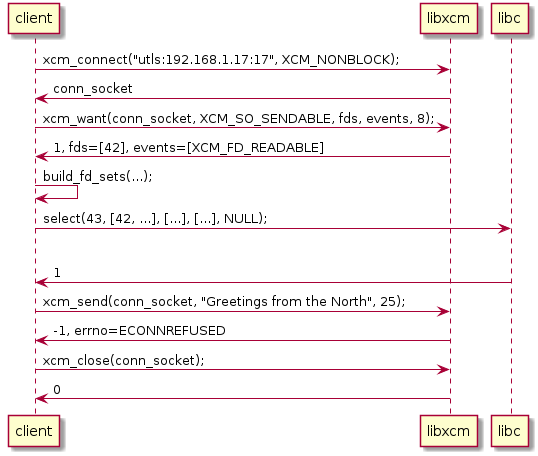 client libxcm libc
xcm_connect("utls:192.168.1.17:17", XCM_NONBLOCK);
conn_socket
xcm_want(conn_socket, XCM_SO_SENDABLE, fds, events, 8);
1, fds=[42], events=[XCM_FD_READABLE]
build_fd_sets(...);
select(43, [42, ...], [...], [...], NULL);
1
xcm_send(conn_socket, "Greetings from the North", 25);
-1, errno=ECONNREFUSED
xcm_close(conn_socket);
0
client libxcm libc